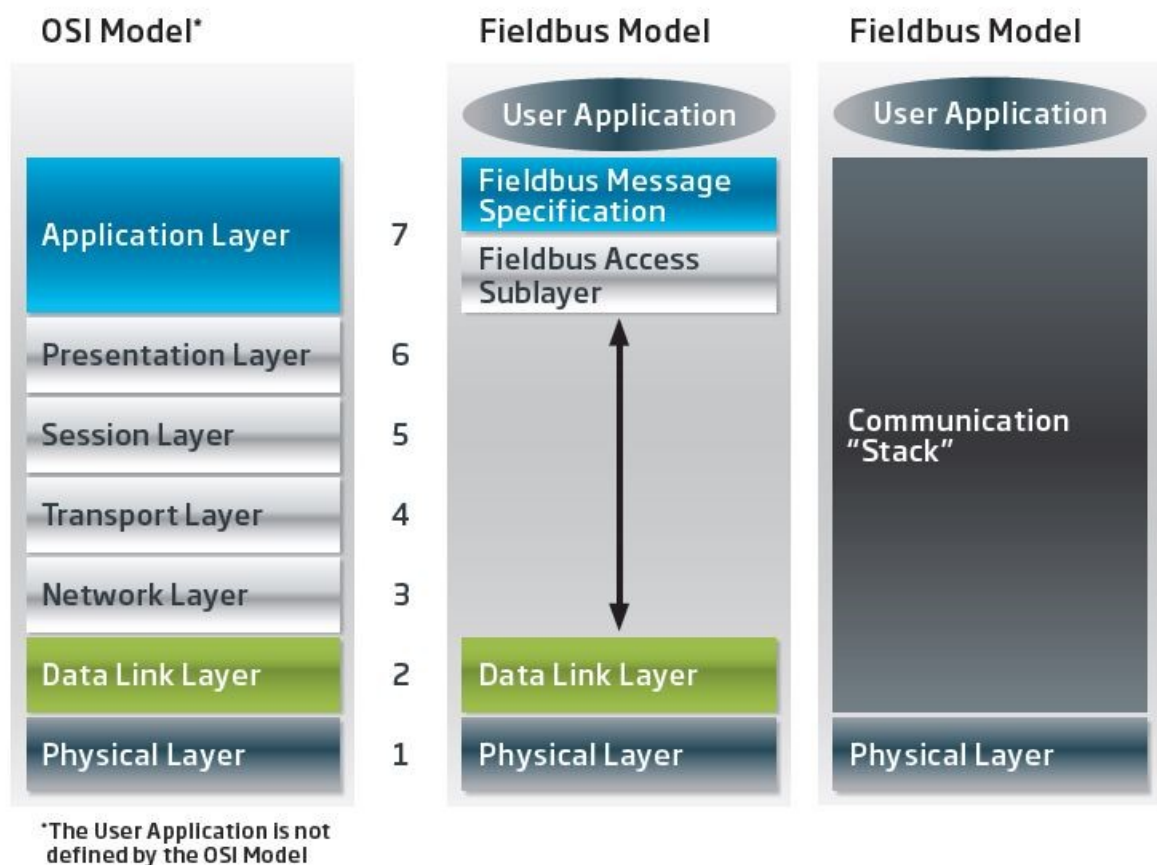 OSI Model*
Application Layer
Presentation Layer
Session Layer
Transport Layer
Network Layer
Data Link Layer
Physical Layer
*The User Application is not
defined by the OSI Model
7
6
5
4
3
2
1
Fieldbus Model
User Application
Fieldbus Message
Specification
Fieldbus Access
Sublayer
Data Link Layer
Physical Layer
Fieldbus Model
User Application
Communication
"Stack"
Physical Layer